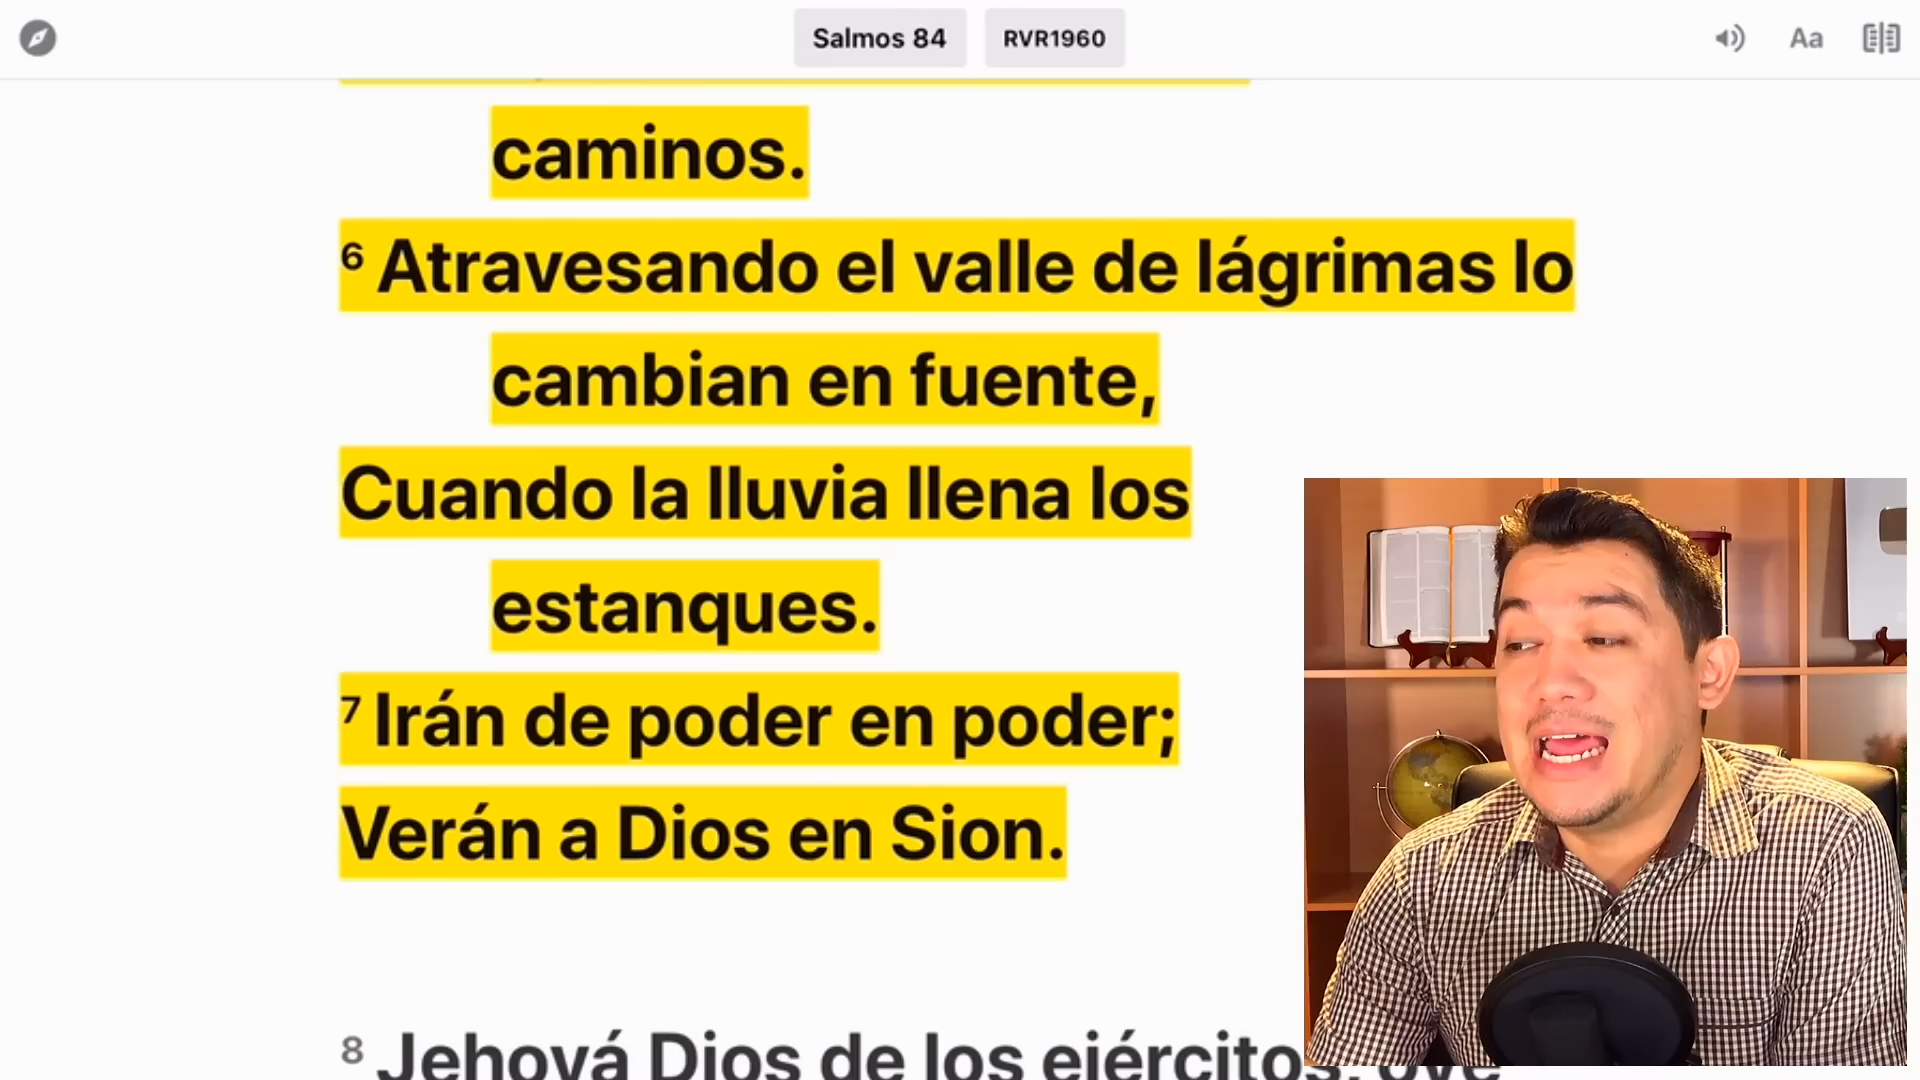 Salmos 84 RVR1960 Aa
caminos.
6 Atravesando el valle de lágrimas lo
cambian en fuente,
Cuando la lluvia llena los
estanques.
7 Irán de poder en poder;
Verán a Dios en Sion.
8 Jehová Dios de los ejércitos, oye